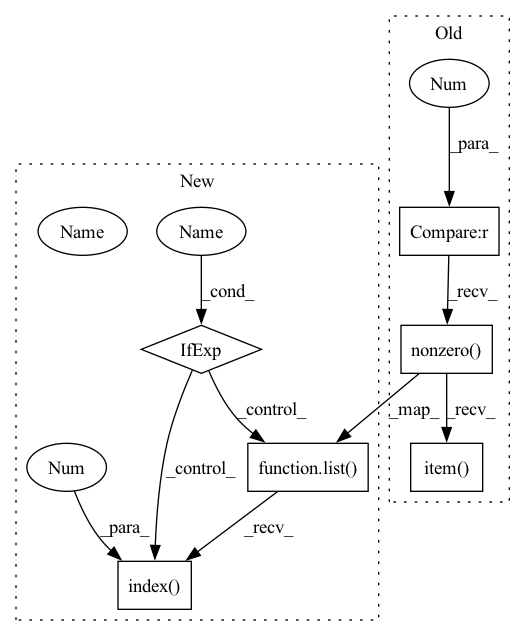 Old
Num
_para_
New
Name
Name
Compare:r
_cond_
_recv_
IfExp
nonzero()
_control_
_map_
_recv_
Num
_control_
function.list()
item()
_para_
_recv_
index()